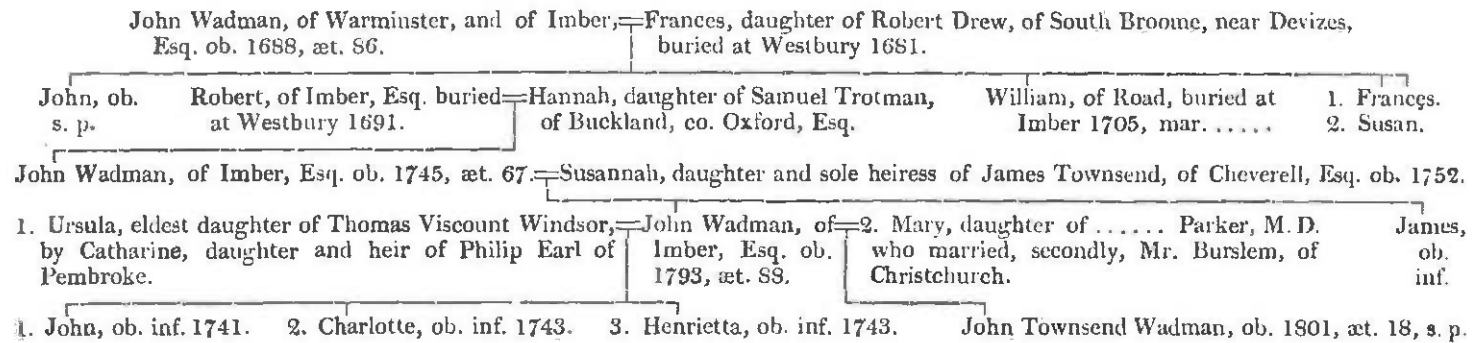 John Wadman, of Warminster, and of Imber, Esq. ob. 1688, æt. 86.
Frances, daughter of Robert Drew, of South Broome, near Devizes, buried at Westbury 1681.
John, ob. s. p.
Robert, of Imber, Esq. buried at Westbury 1691.
Hannah, daughter of Samuel Trotman, of Buckland, co. Oxford, Esq.
William, of Road, buried at Imber 1705, mar. ......
1. Frances.
2. Susan.
John Wadman, of Imber, Esq. ob. 1745, æt. 67.
Susannah, daughter and sole heiress of James Townsend, of Cheverell, Esq. ob. 1752.
1. Ursula, eldest daughter of Thomas Viscount Windsor, by Catharine, daughter and heir of Philip Earl of Pembroke.
John Wadman, of Imber, Esq. ob. 1793, æt. 88.
2. Mary, daughter of ...... Parker, M. D. who married, secondly, Mr. Burslem, of Christchurch.
James, ob. inf.
1. John, ob. inf. 1741.
2. Charlotte, ob. inf. 1743.
3. Henrietta, ob. inf. 1743.
John Townsend Wadman, ob. 1801, æt. 18, s. p.